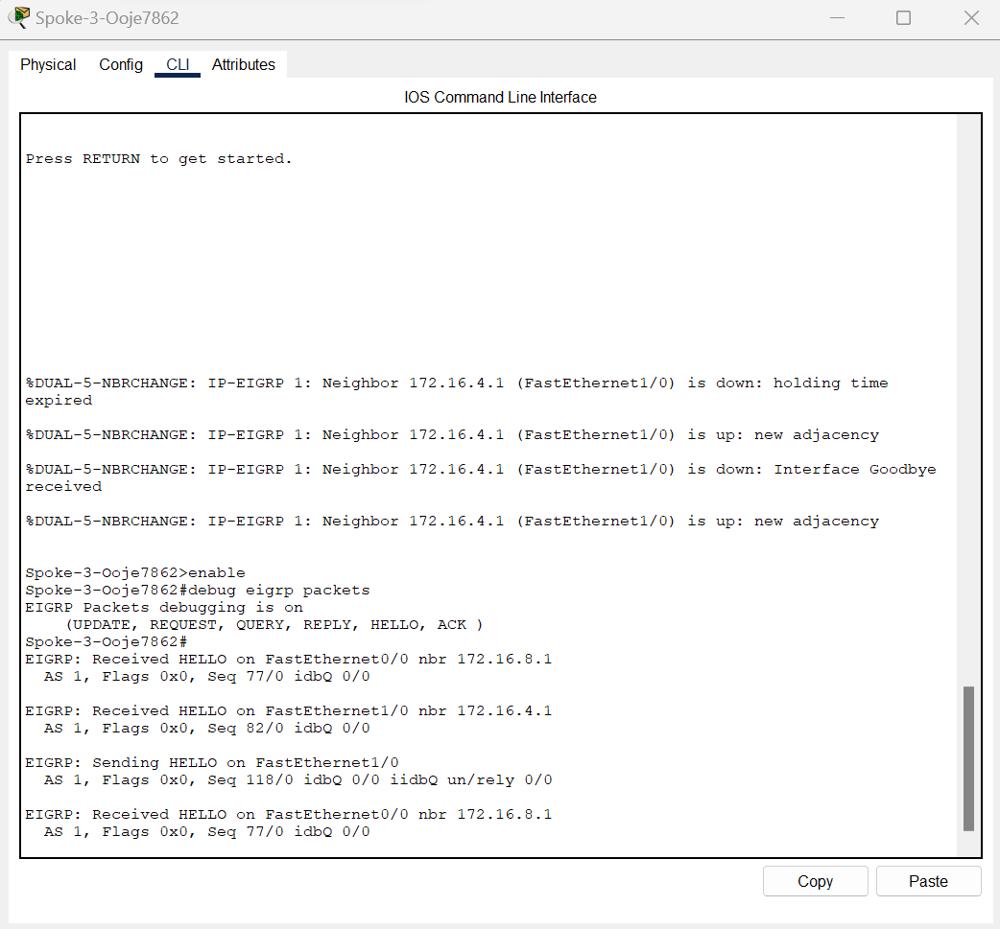 Spoke-3-Ooje7862
Physical Config CLI Attributes
IOS Command Line Interface
Press RETURN to get started.
%DUAL-5-NBRCHANGE: IP-EIGRP 1: Neighbor 172.16.4.1 (FastEthernet1/0) is down: holding time
expired
%DUAL-5-NBRCHANGE: IP-EIGRP 1: Neighbor 172.16.4.1 (FastEthernet1/0) is up: new adjacency
%DUAL-5-NBRCHANGE: IP-EIGRP 1: Neighbor 172.16.4.1 (FastEthernet1/0) is down: Interface Goodbye
received
%DUAL-5-NBRCHANGE: IP-EIGRP 1: Neighbor 172.16.4.1 (FastEthernet1/0) is up: new adjacency
Spoke-3-Ooje7862>enable
Spoke-3-Ooje7862#debug eigrp packets
EIGRP Packets debugging is on
(UPDATE, REQUEST, QUERY, REPLY, HELLO, ACK )
Spoke-3-Ooje7862#
EIGRP: Received HELLO on FastEthernet0/0 nbr 172.16.8.1
AS 1, Flags 0x0, Seq 77/0 idbQ 0/0
EIGRP: Received HELLO on FastEthernet1/0 nbr 172.16.4.1
AS 1, Flags 0x0, Seq 82/0 idbQ 0/0
EIGRP: Sending HELLO on FastEthernet1/0
AS 1, Flags 0x0, Seq 118/0 idbQ 0/0 iidbQ un/rely 0/0
EIGRP: Received HELLO on FastEthernet0/0 nbr 172.16.8.1
AS 1, Flags 0x0, Seq 77/0 idbQ 0/0
Copy Paste